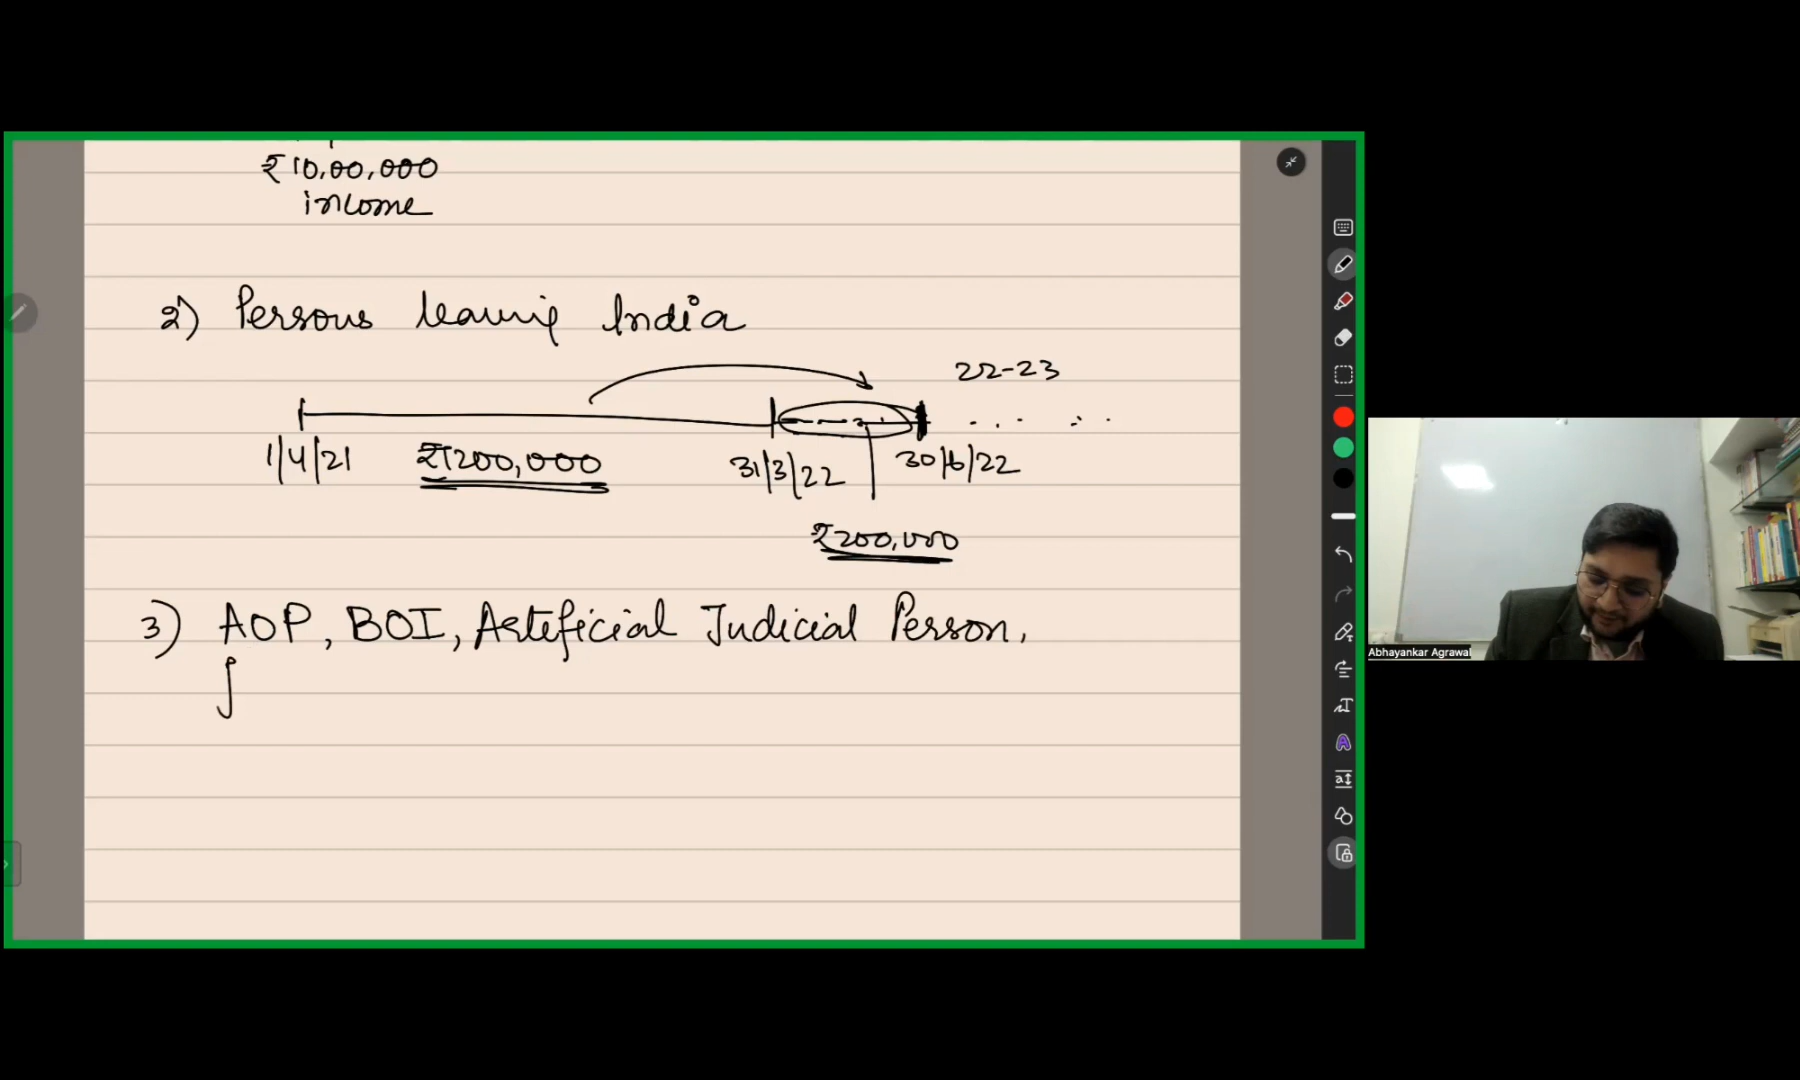 ₹10,00,000
income
2) Persons leaving India
22-23
1/4/21 ₹1200,000 31/3/22 30/6/22
₹200,000
3) AOP, BOI, Artificial Judicial Person,
Abhayankar Agrawal